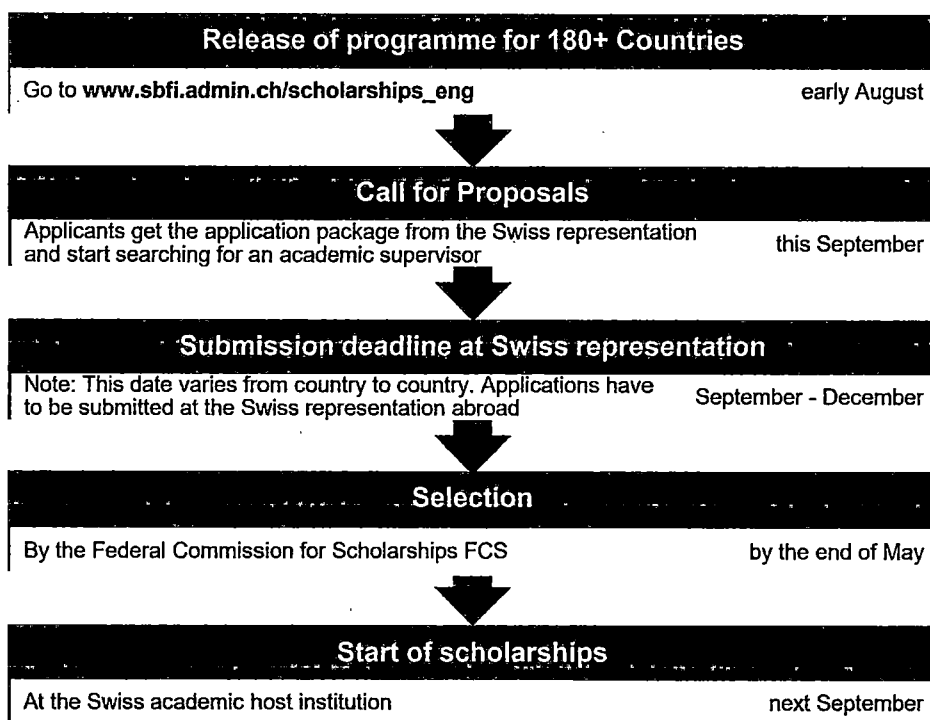 Release of programme for 180+ Countries
Go to www.sbfi.admin.ch/scholarships_eng early August
Call for Proposals
Applicants get the application package from the Swiss representation
and start searching for an academic supervisor
this September
Submission deadline at Swiss representation
Note: This date varies from country to country. Applications have
to be submitted at the Swiss representation abroad
September - December
Selection
By the Federal Commission for Scholarships FCS by the end of May
Start of scholarships
At the Swiss academic host institution next September